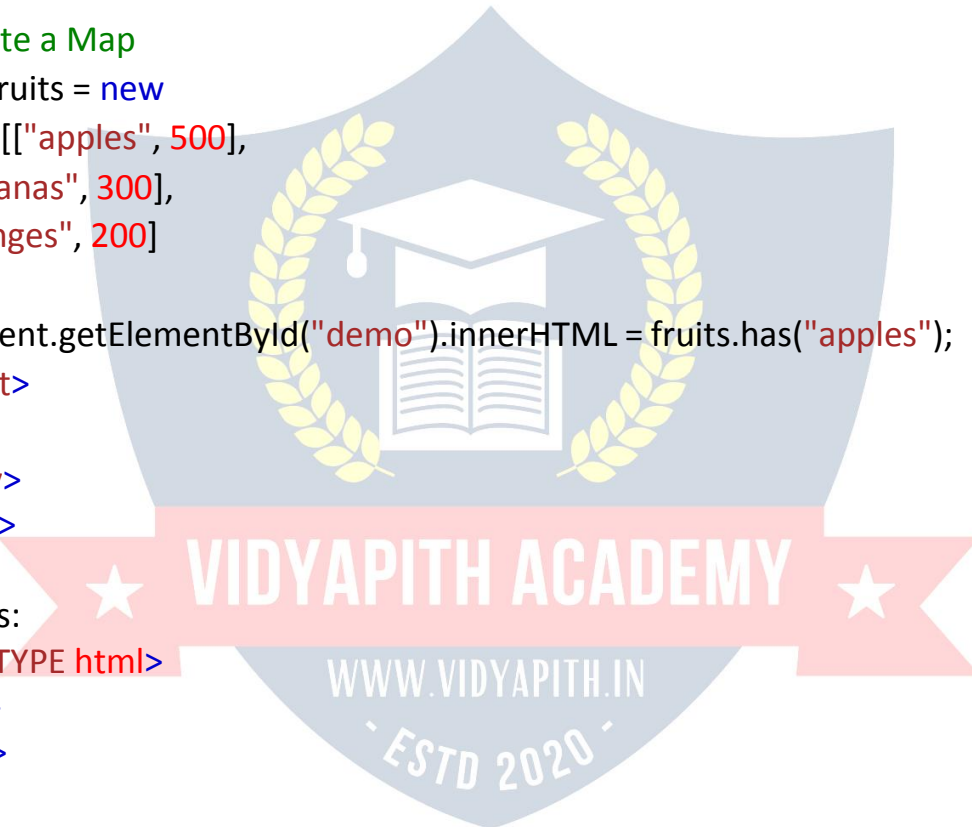 te a Map
ruits = new
[["apples", 500],
anas", 300],
nges", 200]
ent.getElementById("demo").innerHTML = fruits.has("apples");
t>
>
>
VIDYAPITH ACADEMY
s:
TYPE html>
WWW.VIDYAPITH.IN
>
- ESTD 2020 -